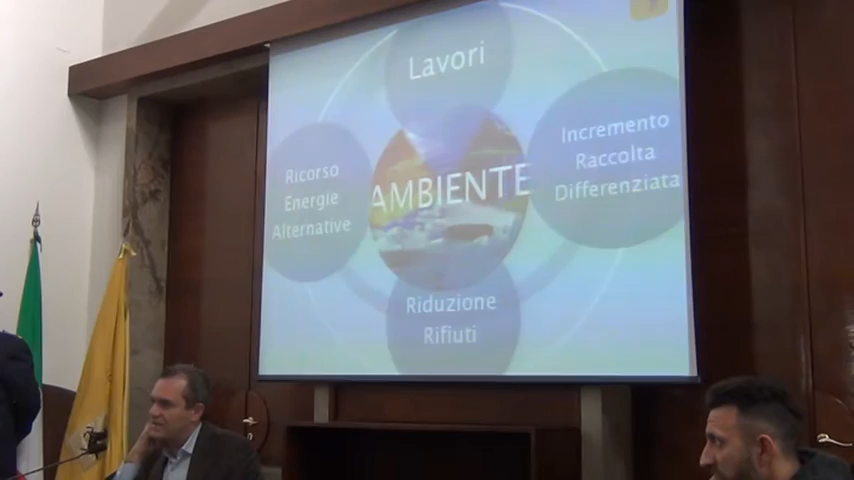 Lavori
Incremento
Raccolta
Differenziata
Ricorso
Energie
Alternative
AMBIENTE
Riduzione
Rifiuti